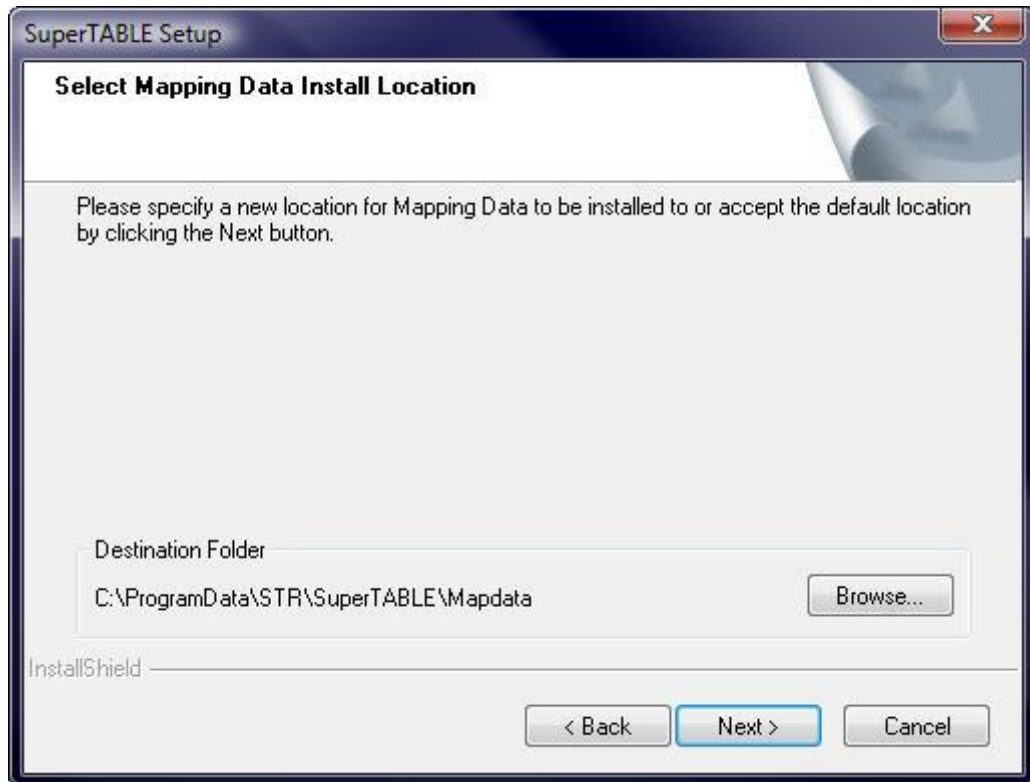 SuperTABLE Setup
Select Mapping Data Install Location
Please specify a new location for Mapping Data to be installed to or accept the default location
by clicking the Next button.
Destination Folder
C:\ProgramData\STR\SuperTABLE\Mapdata
Browse...
InstallShield
< Back
Next >
Cancel